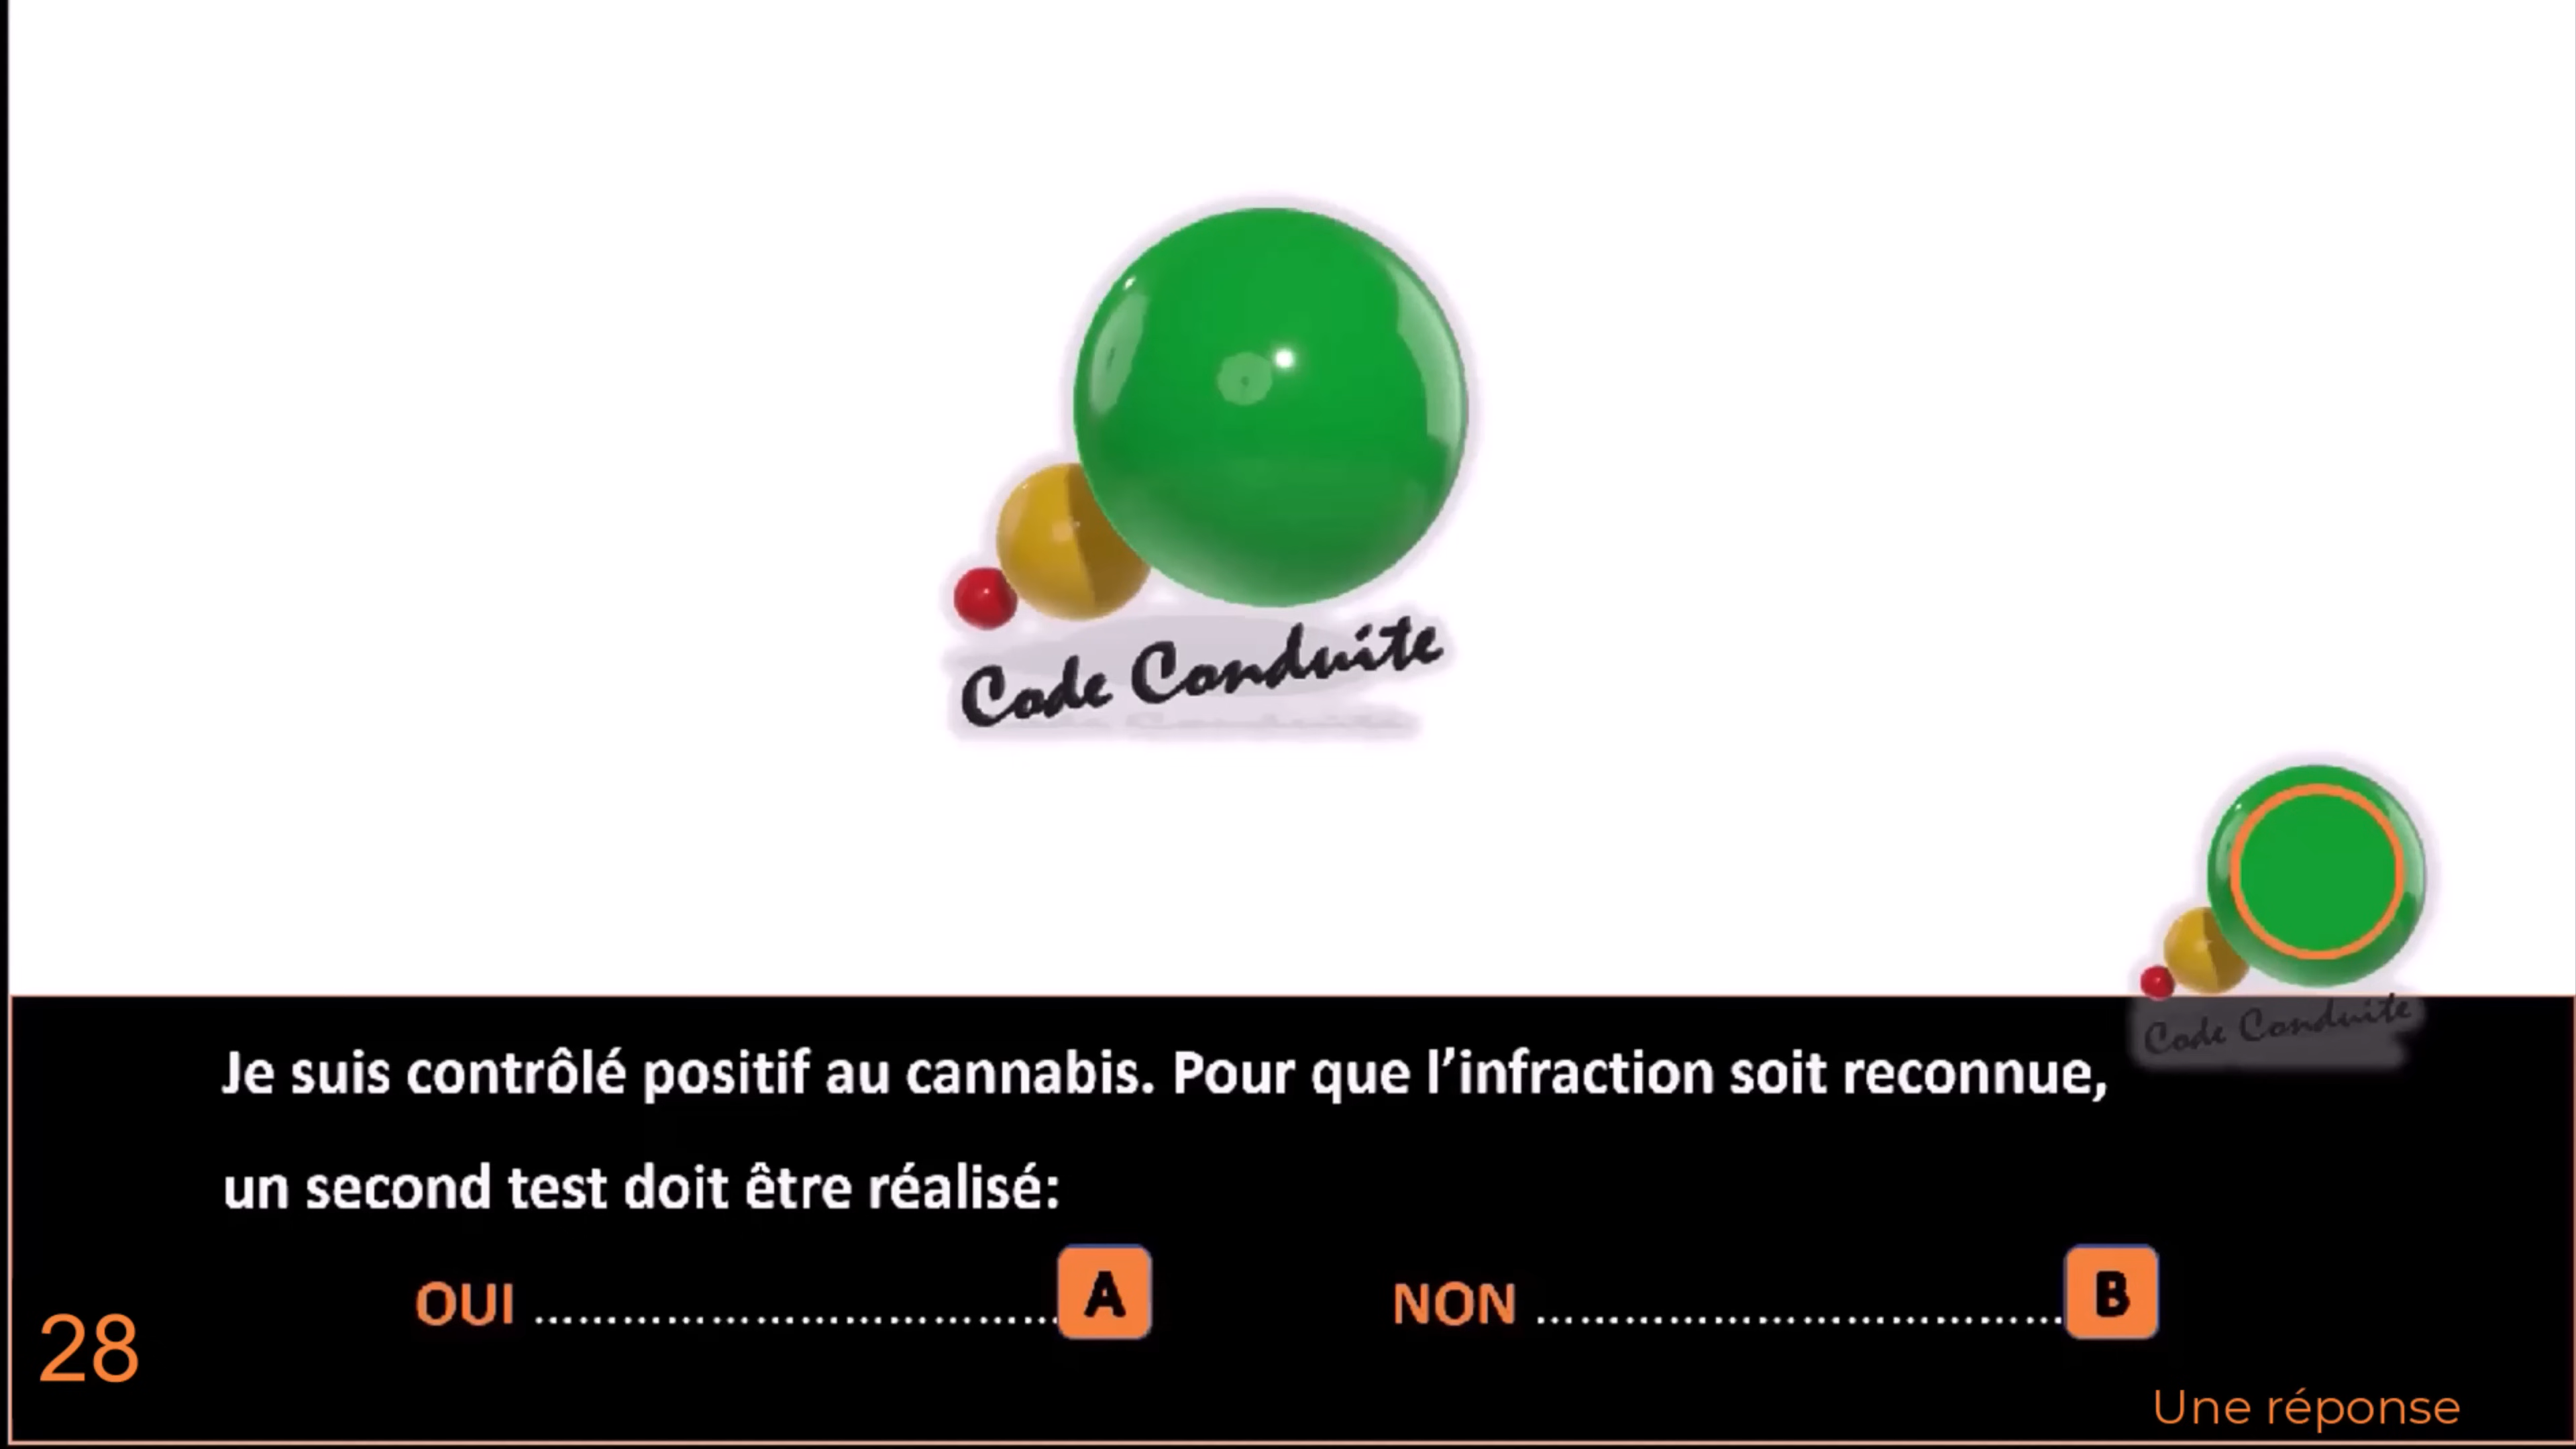 Code Conduite
Code Conduite
Je suis contrôlé positif au cannabis. Pour que l’infraction soit reconnue,
un second test doit être réalisé:
OUI ........................................ A
NON ........................................ B
28
Une réponse